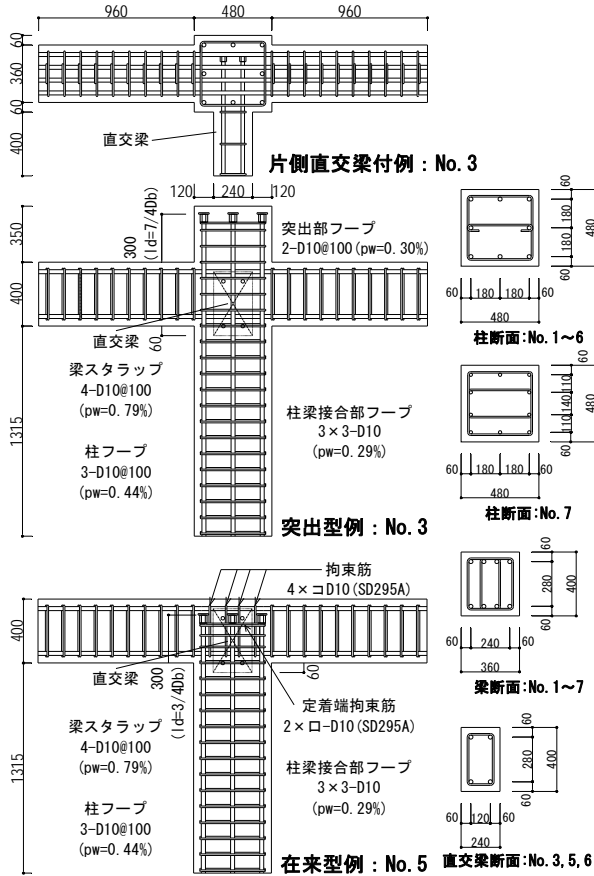 960 480 960
60
360
60
400
直交梁
片側直交梁付例：No.3
120 240 120
350
400
1315
300
(ld=7/4Db)
突出部フープ
2-D10@100(pw=0.30%)
直交梁
60
梁スタラップ
4-D10@100
(pw=0.79%)
柱フープ
3-D10@100
(pw=0.44%)
柱梁接合部フープ
3×3-D10
(pw=0.29%)
突出型例：No.3
60
180
180
60
480
60 180 180 60
480
柱断面:No.1～6
60
110
140
110
60
480
60 180 180 60
480
柱断面:No.7
拘束筋
4×コD10(SD295A)
400
1315
直交梁
300
(ld=3/4Db)
60
定着端拘束筋
2×ロ-D10(SD295A)
梁スタラップ
4-D10@100
(pw=0.79%)
柱梁接合部フープ
3×3-D10
(pw=0.29%)
柱フープ
3-D10@100
(pw=0.44%)
在来型例：No.5
60
280
60
400
60 240 60
360
梁断面:No.1～7
60
280
60
400
60 120 60
240
直交梁断面:No.3,5,6